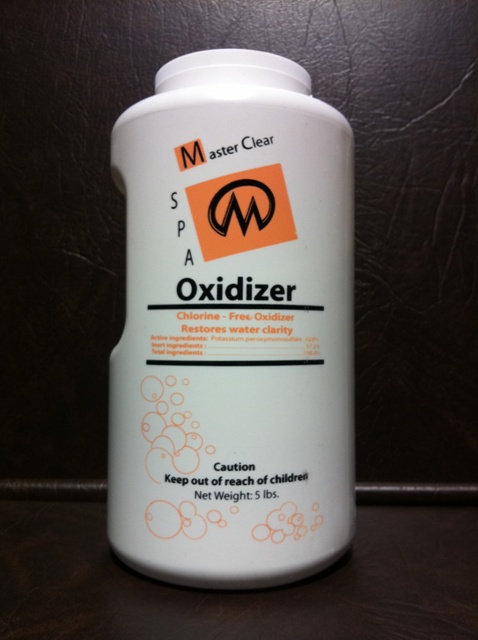 Master Clear
SPA
Oxidizer
Chlorine - Free Oxidizer
Restores water clarity
Active ingredients: Potassium peroxymonosulfate
Inert ingredients
Total ingredients
Caution
Keep out of reach of children
Net Weight: 5 lbs.